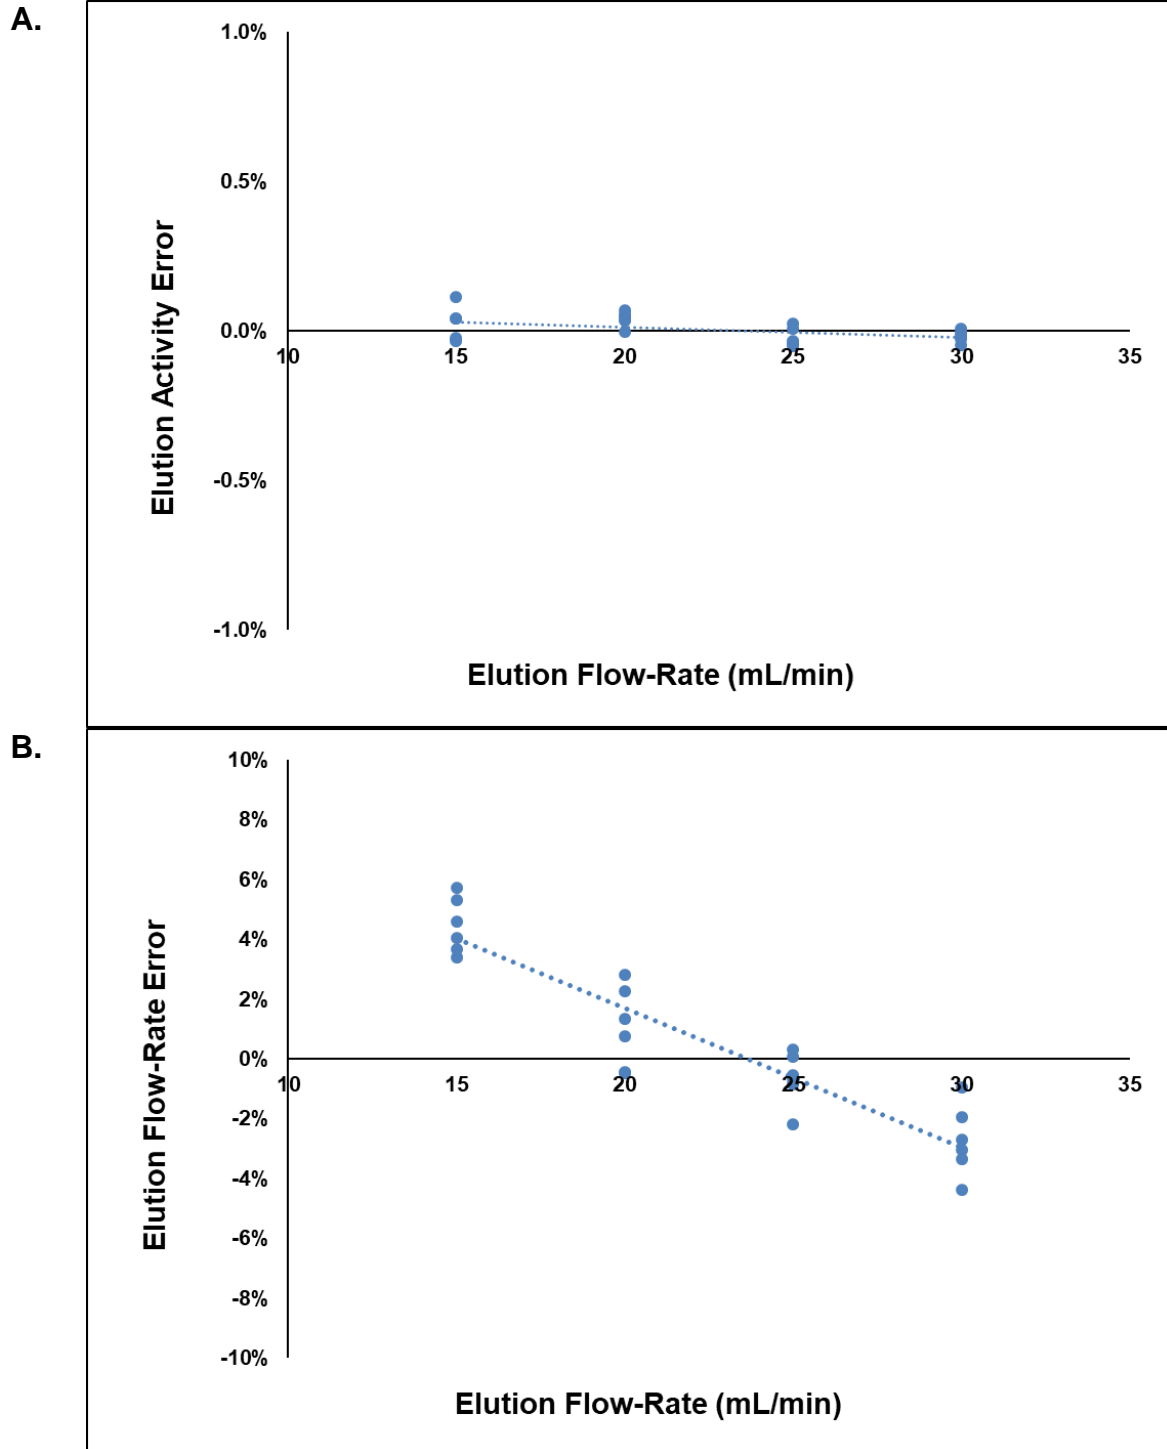 A.
1.0%
0.5%
0.0%
-0.5%
-1.0%
Elution Activity Error
10 15 20 25 30 35
Elution Flow-Rate (mL/min)
B.
10%
8%
6%
4%
2%
0%
-2%
-4%
-6%
-8%
-10%
Elution Flow-Rate Error
10 15 20 25 30 35
Elution Flow-Rate (mL/min)